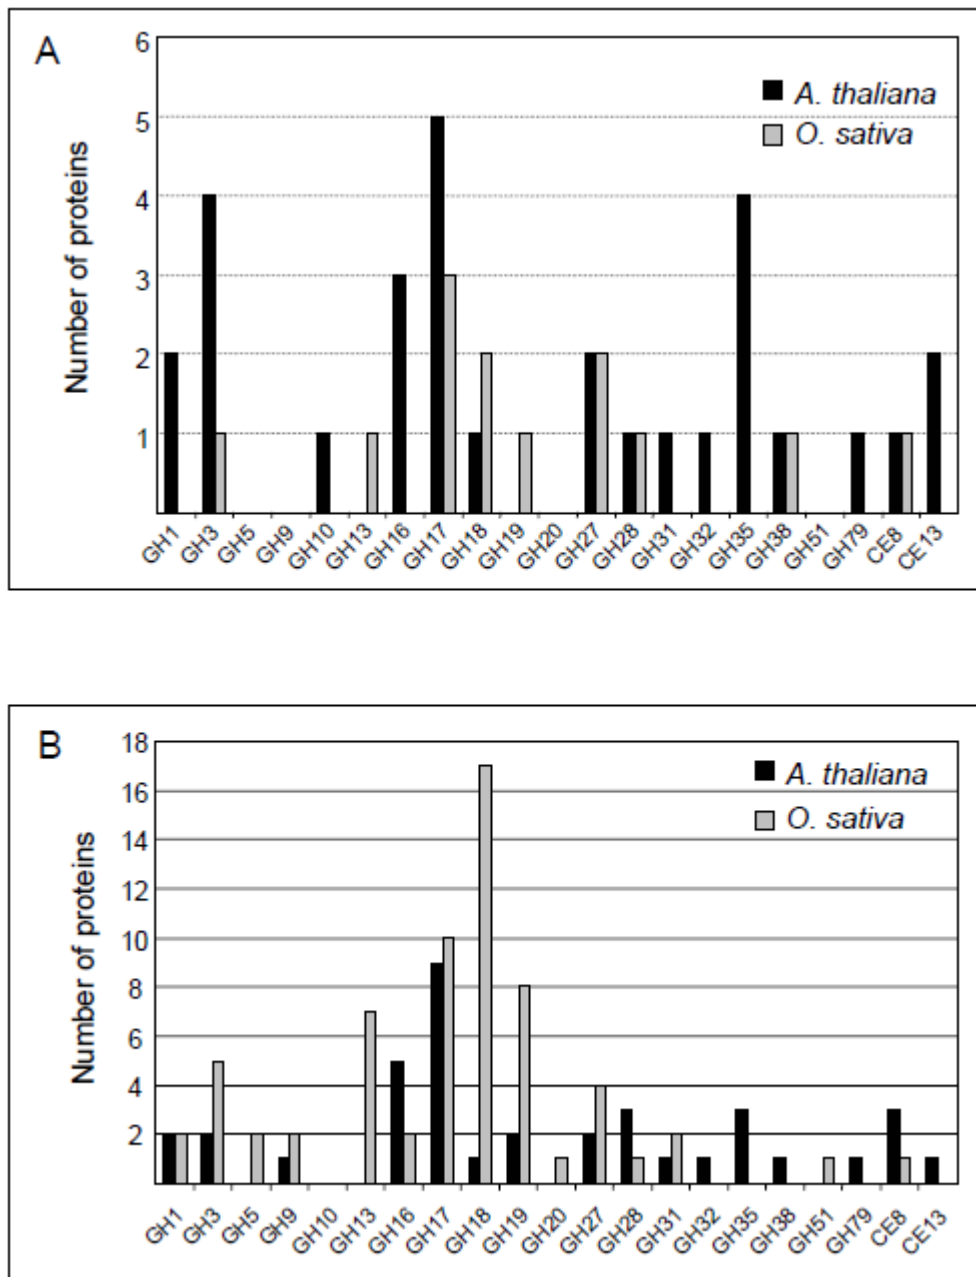 A
6
5
4
3
2
1
Number of proteins
A. thaliana
O. sativa
GH1 GH3 GH5 GH9 GH10 GH13 GH16 GH17 GH18 GH19 GH20 GH27 GH28 GH31 GH32 GH35 GH38 GH51 GH79 CE8 CE13
B
18
16
14
12
10
8
6
4
2
Number of proteins
A. thaliana
O. sativa
GH1 GH3 GH5 GH9 GH10 GH13 GH16 GH17 GH18 GH19 GH20 GH27 GH28 GH31 GH32 GH35 GH38 GH51 GH79 CE8 CE13